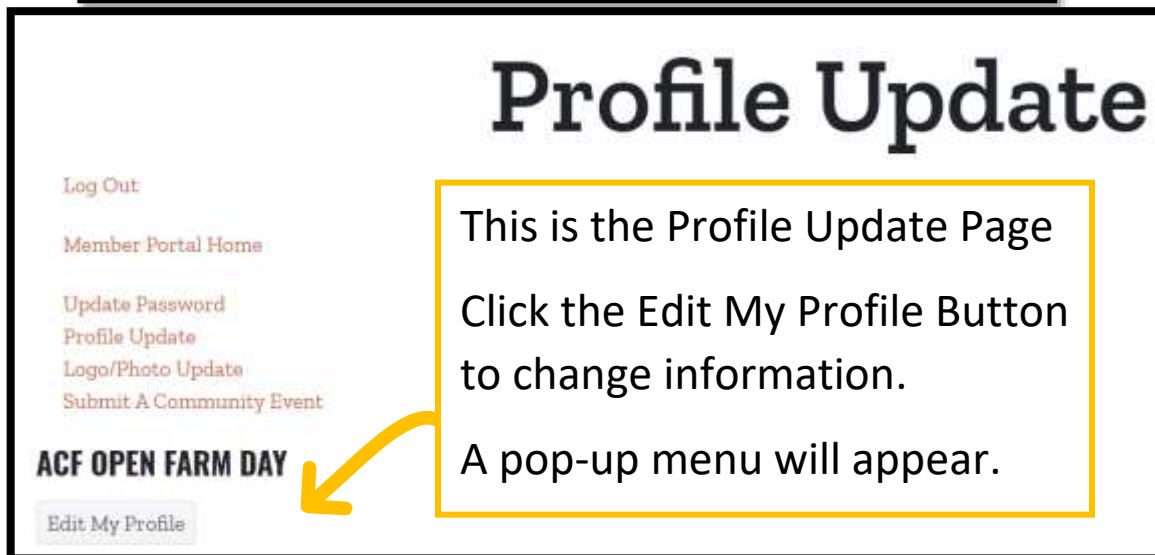 Profile Update
Log Out
Member Portal Home
Update Password
Profile Update
Logo/Photo Update
Submit A Community Event
ACF OPEN FARM DAY
Edit My Profile
This is the Profile Update Page
Click the Edit My Profile Button
to change information.
A pop-up menu will appear.